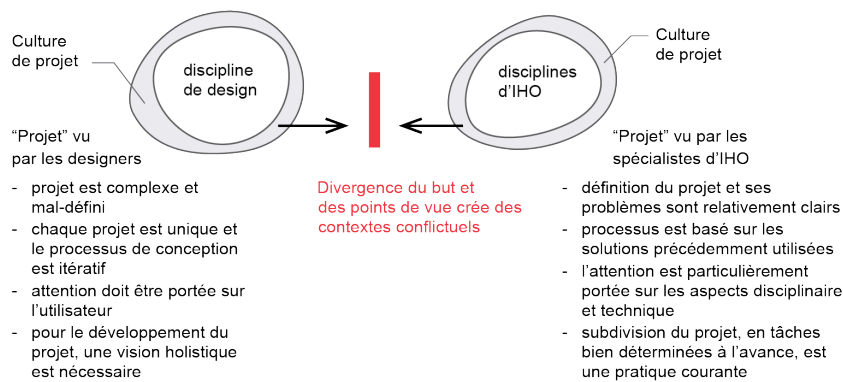 Culture
de projet
discipline
de design
“Projet” vu
par les designers
- projet est complexe et
mal-défini
- chaque projet est unique et
le processus de conception
est itératif
- attention doit être portée sur
l’utilisateur
- pour le développement du
projet, une vision holistique
est nécessaire
Divergence du but et
des points de vue crée des
contextes conflictuels
disciplines
d’IHO
Culture
de projet
“Projet” vu par les
spécialistes d’IHO
- définition du projet et ses
problèmes sont relativement clairs
- processus est basé sur les
solutions précédemment utilisées
- l’attention est particulièrement
portée sur les aspects disciplinaire
et technique
- subdivision du projet, en tâches
bien déterminées à l’avance, est
une pratique courante